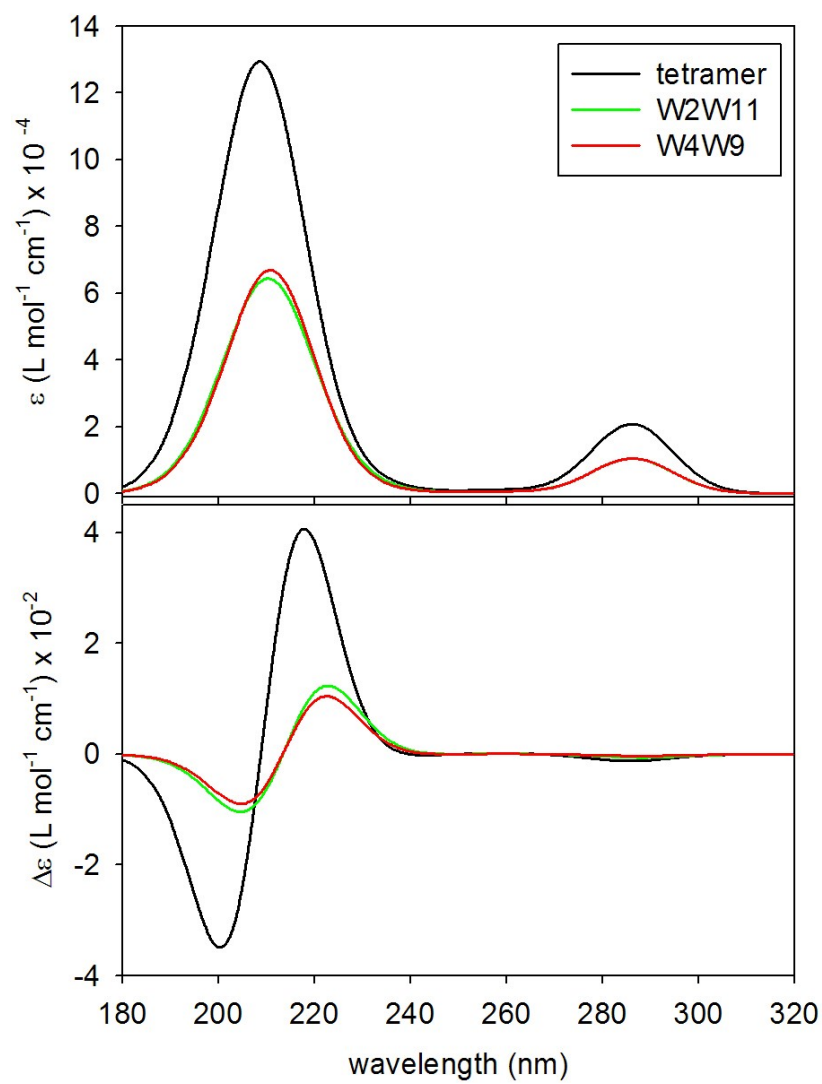 14
12
10
8
6
4
2
0
ε (L mol⁻¹ cm⁻¹) x 10⁻⁴
tetramer
W2W11
W4W9
4
2
0
-2
-4
Δε (L mol⁻¹ cm⁻¹) x 10⁻²
180 200 220 240 260 280 300 320
wavelength (nm)